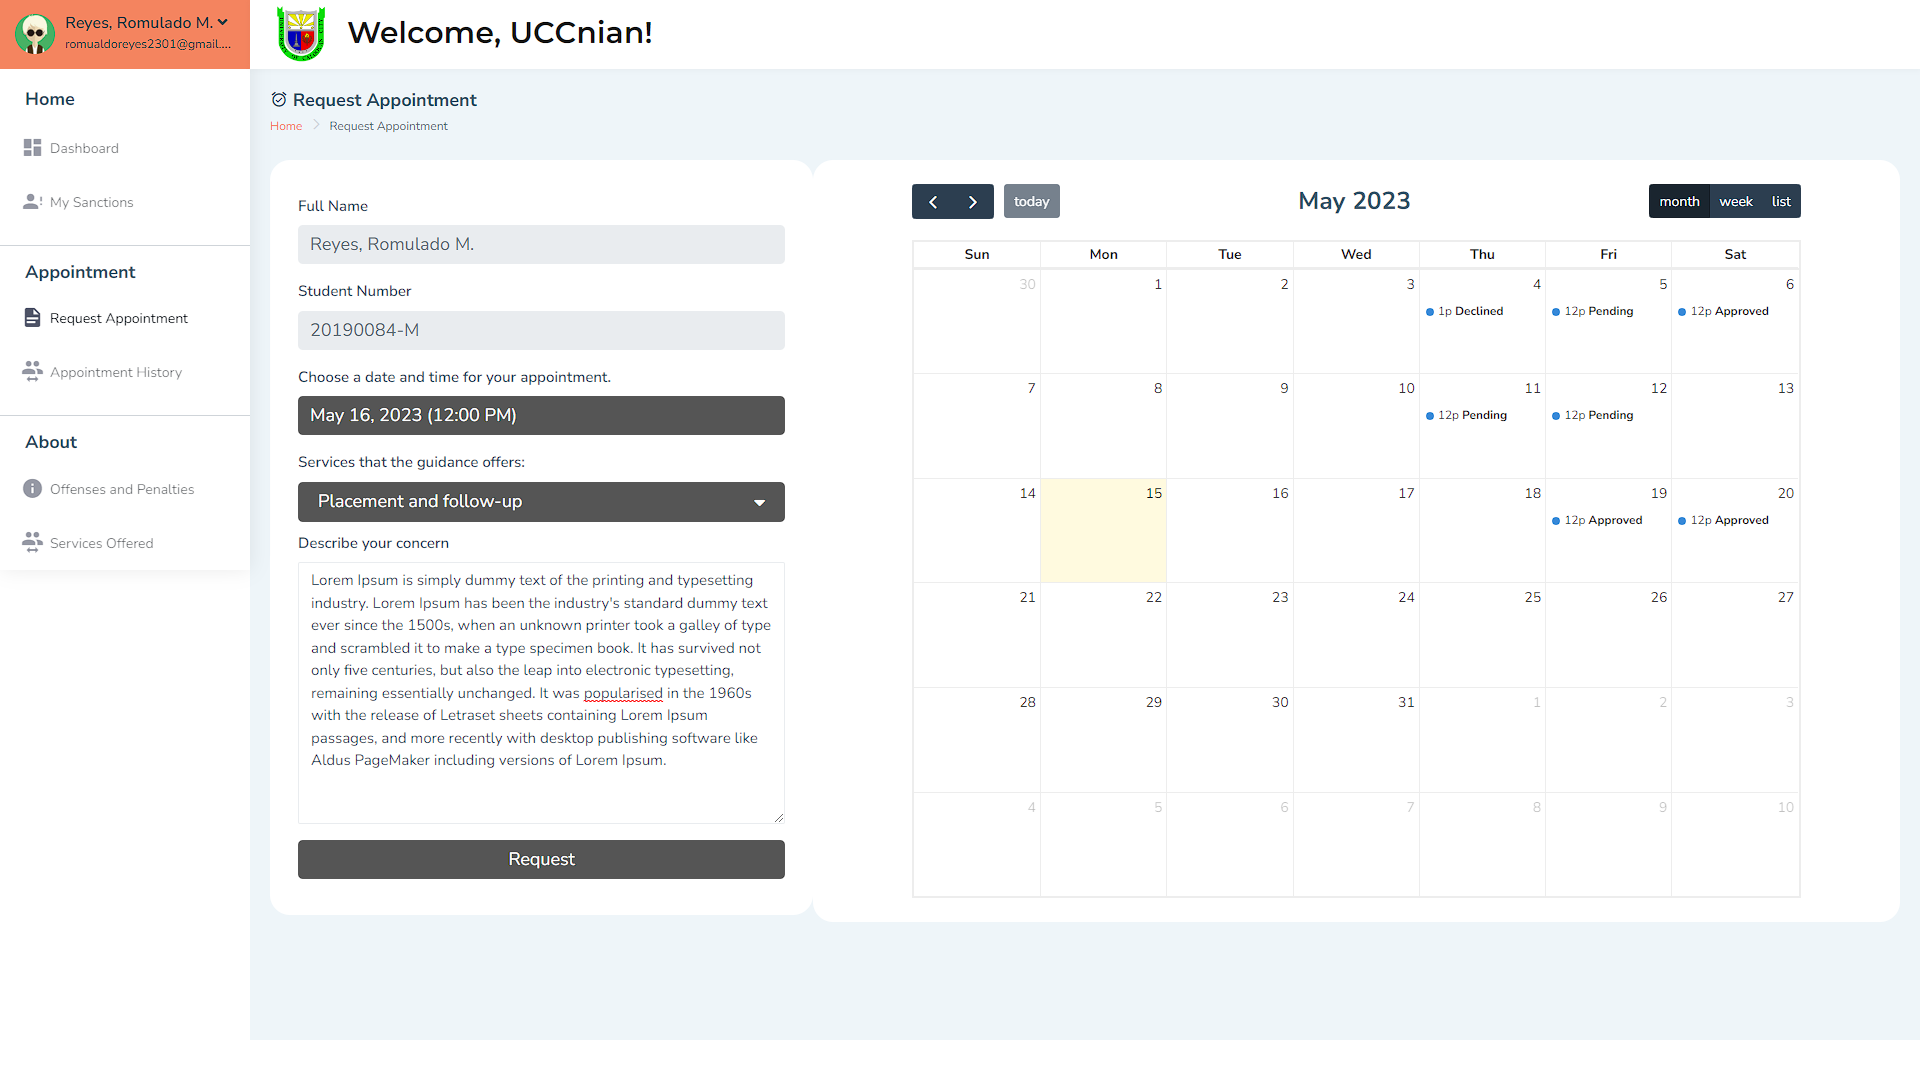 Reyes, Romulado M.
romualdoreyes2301@gmail....
Welcome, UCCnian!
Home
Dashboard
My Sanctions
Appointment
Request Appointment
Appointment History
About
Offenses and Penalties
Services Offered
Request Appointment
Home Request Appointment
Full Name
Reyes, Romulado M.
Student Number
20190084-M
Choose a date and time for your appointment.
May 16, 2023 (12:00 PM)
Services that the guidance offers:
Placement and follow-up
Describe your concern
Lorem Ipsum is simply dummy text of the printing and typesetting
industry. Lorem Ipsum has been the industry's standard dummy text
ever since the 1500s, when an unknown printer took a galley of type
and scrambled it to make a type specimen book. It has survived not
only five centuries, but also the leap into electronic typesetting,
remaining essentially unchanged. It was popularised in the 1960s
with the release of Letraset sheets containing Lorem Ipsum
passages, and more recently with desktop publishing software like
Aldus PageMaker including versions of Lorem Ipsum.
Request
today
May 2023
month week list
Sun Mon Tue Wed Thu Fri Sat
30 1 2 3 4 5 6
1p Declined 12p Pending 12p Approved
7 8 9 10 11 12 13
12p Pending 12p Pending
14 15 16 17 18 19 20
12p Approved 12p Approved
21 22 23 24 25 26 27
28 29 30 31 1 2 3
4 5 6 7 8 9 10